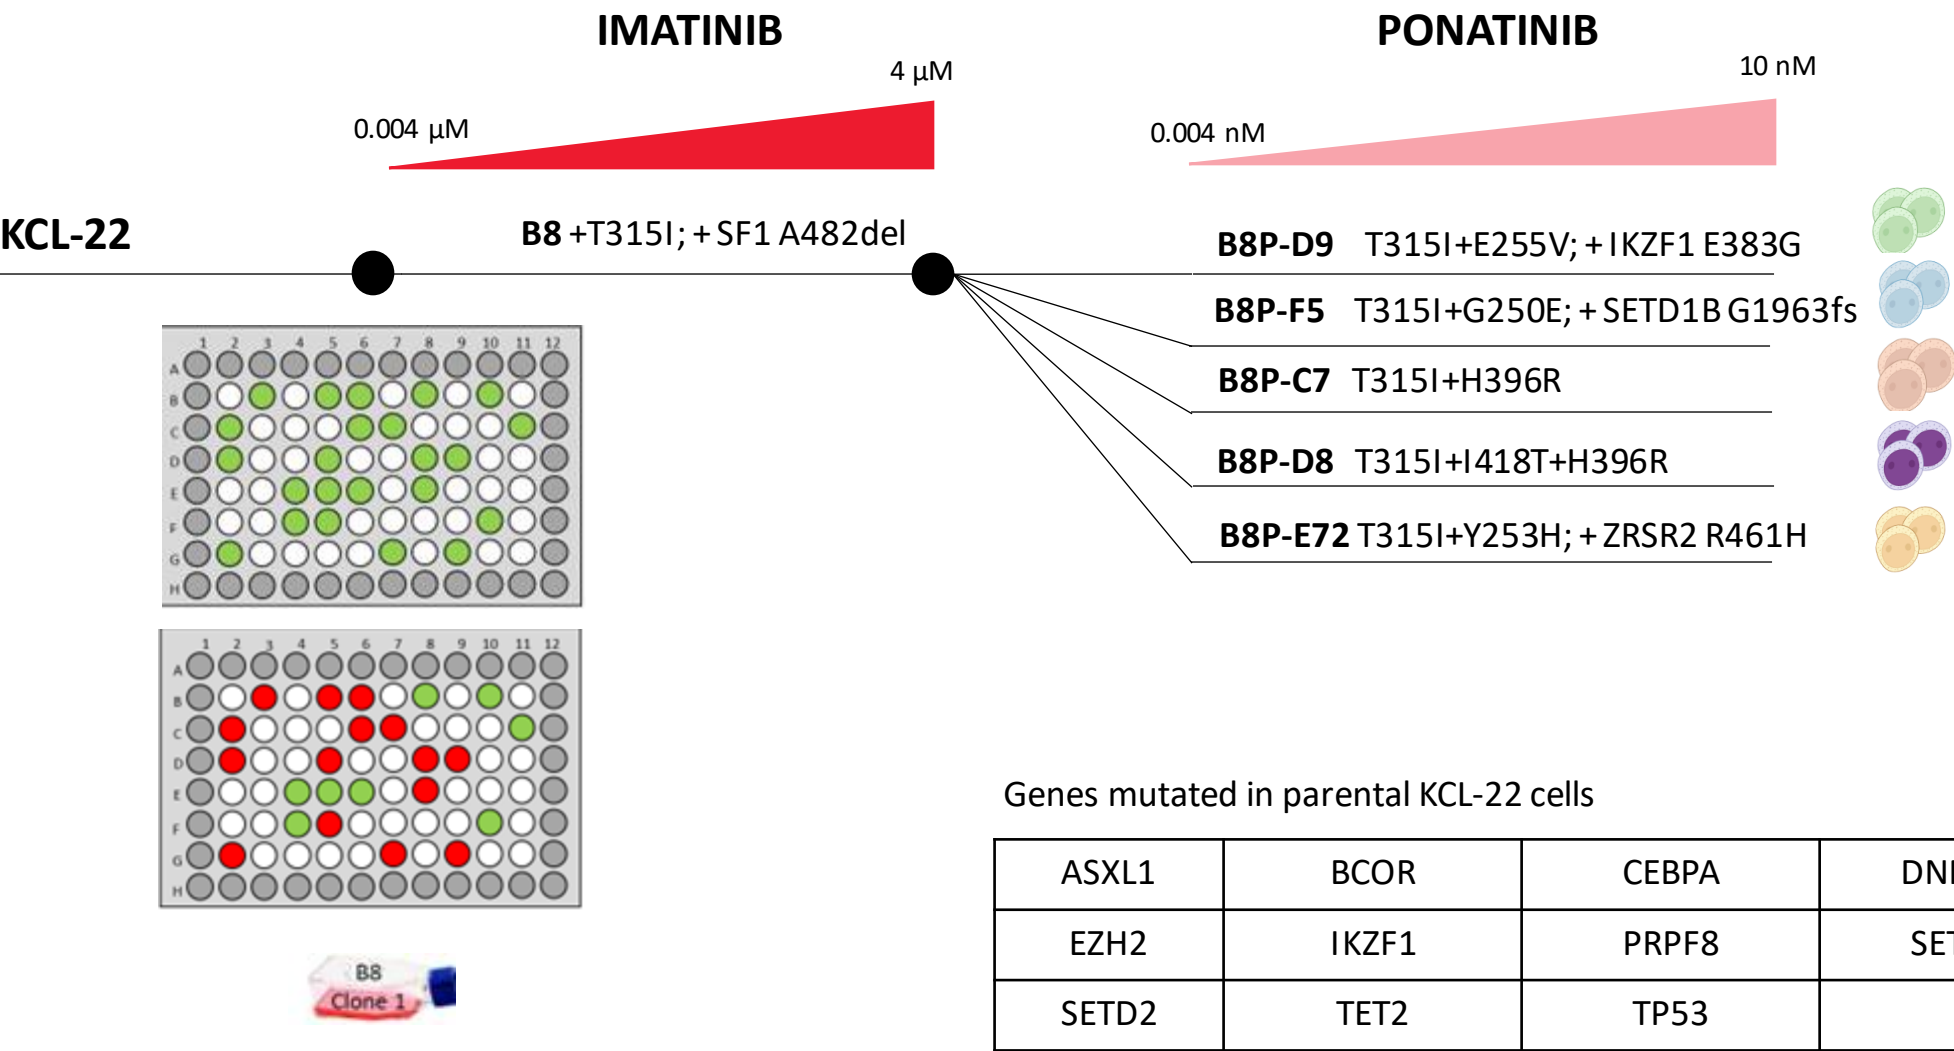 IMATINIB
PONATINIB
4 µM
10 nM
0.004 µM
0.004 nM
KCL-22
B8 +T315I; + SF1 A482del
B8P-D9 T315I+E255V; + IKZF1 E383G
B8P-F5 T315I+G250E; + SETD1B G1963fs
B8P-C7 T315I+H396R
B8P-D8 T315I+I418T+H396R
B8P-E72 T315I+Y253H; + ZRSR2 R461H
1 2 3 4 5 6 7 8 9 10 11 12
A
B
C
D
E
F
G
H
1 2 3 4 5 6 7 8 9 10 11 12
A
B
C
D
E
F
G
H
B8
Clone 1
Genes mutated in parental KCL-22 cells
ASXL1 BCOR CEBPA
EZH2 IKZF1 PRPF8
SETD2 TET2 TP53